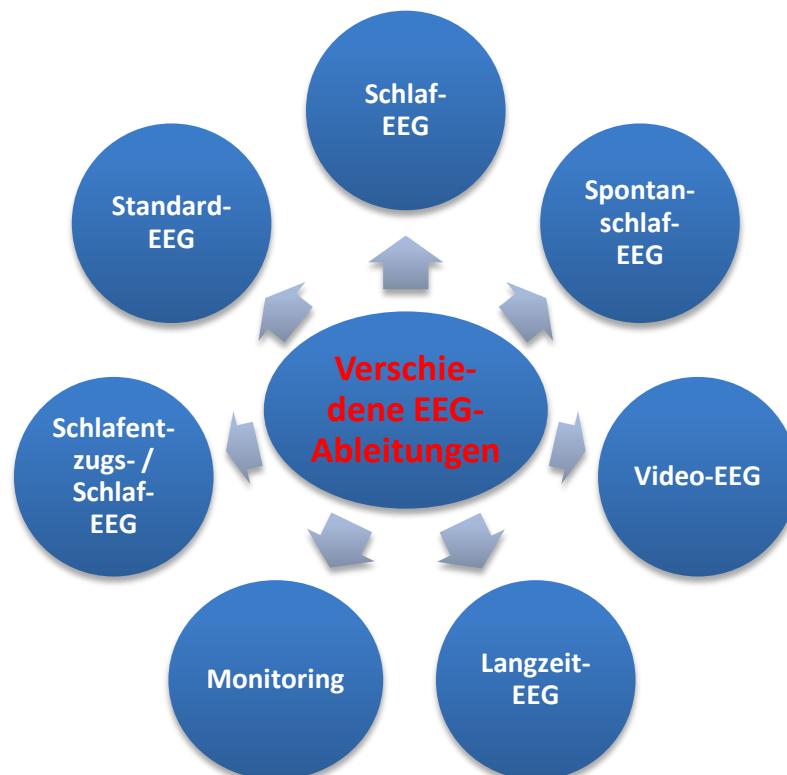 Schlaf-
EEG
Standard-
EEG
Spontan-
schlaf-
EEG
Verschie-
dene EEG-
Ableitungen
Schlafent-
zugs- /
Schlaf-
EEG
Video-EEG
Monitoring
Langzeit-
EEG